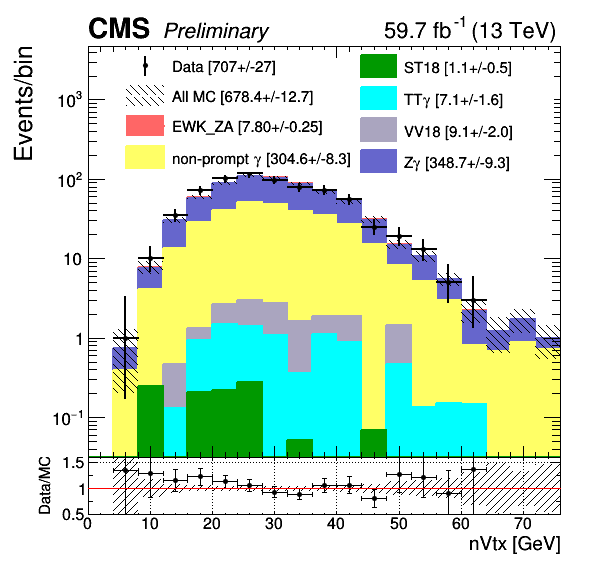 CMS Preliminary 59.7 fb⁻¹ (13 TeV)
Events/bin
Data [707+/-27]
All MC [678.4+/-12.7]
EWK_ZA [7.80+/-0.25]
non-prompt γ [304.6+/-8.3]
ST18 [1.1+/-0.5]
TTγ [7.1+/-1.6]
VV18 [9.1+/-2.0]
Zγ [348.7+/-9.3]
10³
10²
10
1
10⁻¹
Data/MC
1.5
1
0.5
0 10 20 30 40 50 60 70
nVtx [GeV]